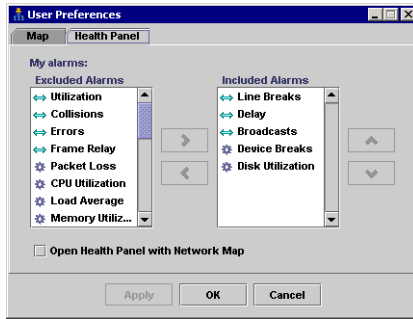 User Preferences
Map Health Panel
My alarms:
Excluded Alarms Included Alarms
Utilization Line Breaks
Collisions Delay
Errors Broadcasts
Frame Relay Device Breaks
Packet Loss Disk Utilization
CPU Utilization
Load Average
Memory Utiliz...
Open Health Panel with Network Map
Apply OK Cancel